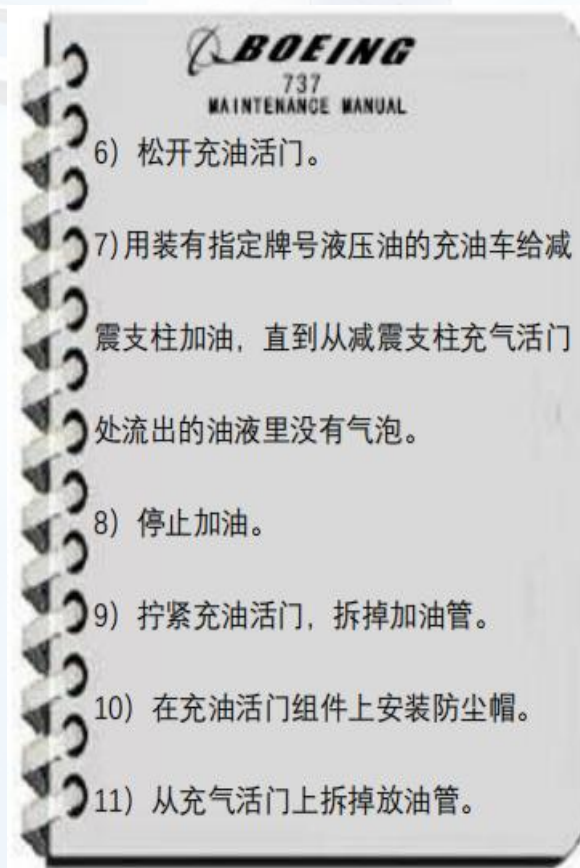 BOEING
737
MAINTENANCE MANUAL
6）松开充油活门。
7)用装有指定牌号液压油的充油车给减
震支柱加油，直到从减震支柱充气活门
处流出的油液里没有气泡。
8）停止加油。
9）拧紧充油活门，拆掉加油管。
10）在充油活门组件上安装防尘帽。
11）从充气活门上拆掉放油管。